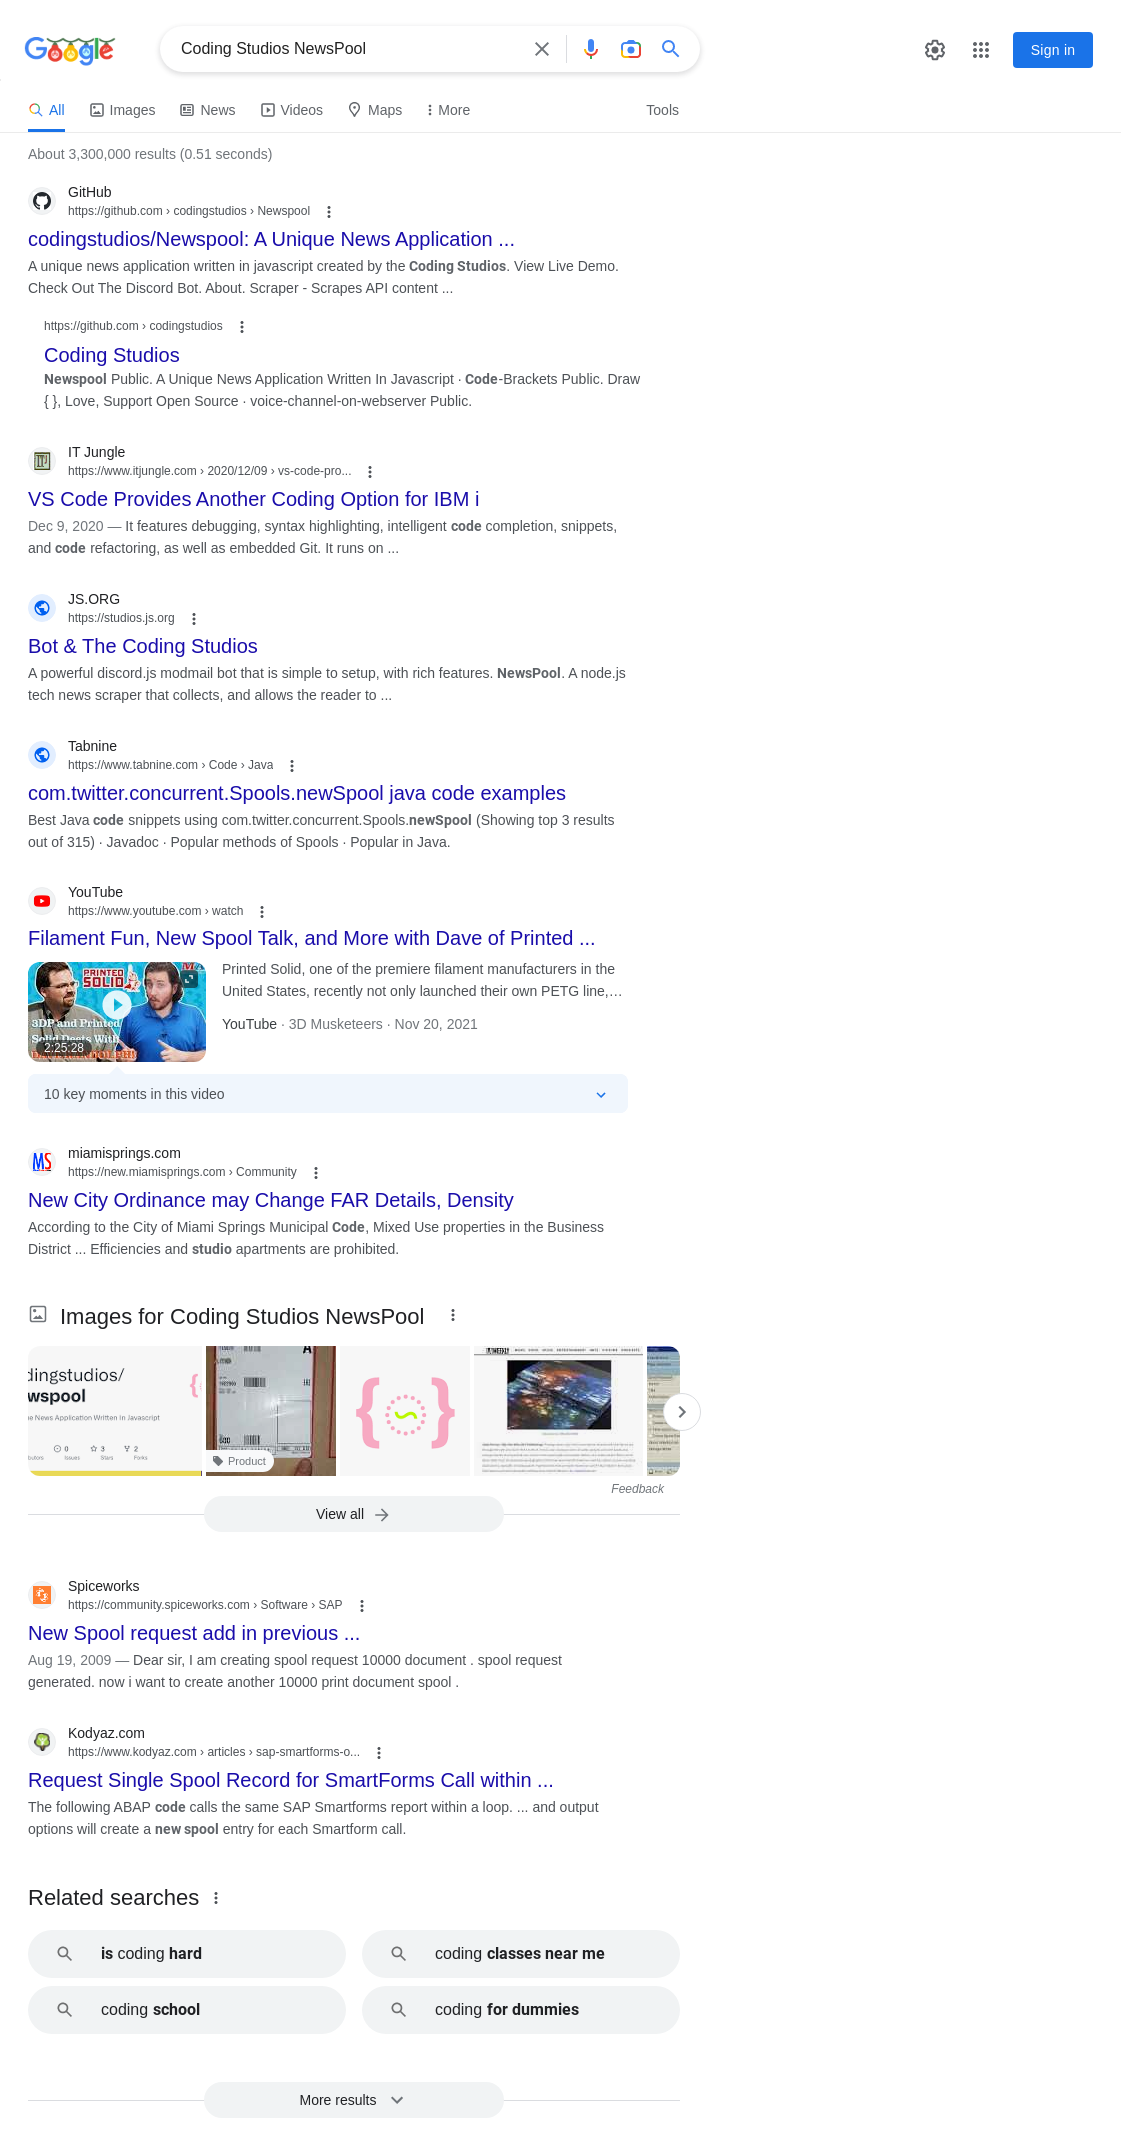 Google
Coding Studios NewsPool
Sign in
All
Images
News
Videos
Maps
More
Tools
About 3,300,000 results (0.51 seconds)
GitHub
https://github.com › codingstudios › Newspool
codingstudios/Newspool: A Unique News Application ...
A unique news application written in javascript created by the Coding Studios. View Live Demo.
Check Out The Discord Bot. About. Scraper - Scrapes API content ...
https://github.com › codingstudios
Coding Studios
Newspool Public. A Unique News Application Written In Javascript · Code-Brackets Public. Draw
{ }, Love, Support Open Source · voice-channel-on-webserver Public.
IT Jungle
https://www.itjungle.com › 2020/12/09 › vs-code-pro...
VS Code Provides Another Coding Option for IBM i
Dec 9, 2020 — It features debugging, syntax highlighting, intelligent code completion, snippets,
and code refactoring, as well as embedded Git. It runs on ...
JS.ORG
https://studios.js.org
Bot & The Coding Studios
A powerful discord.js modmail bot that is simple to setup, with rich features. NewsPool. A node.js
tech news scraper that collects, and allows the reader to ...
Tabnine
https://www.tabnine.com › Code › Java
com.twitter.concurrent.Spools.newSpool java code examples
Best Java code snippets using com.twitter.concurrent.Spools.newSpool (Showing top 3 results
out of 315) · Javadoc · Popular methods of Spools · Popular in Java.
YouTube
https://www.youtube.com › watch
Filament Fun, New Spool Talk, and More with Dave of Printed ...
PRINTED
SOLID
3DP and Printed
Solid Deets With
2:25:28
Printed Solid, one of the premiere filament manufacturers in the
United States, recently not only launched their own PETG line,...
YouTube · 3D Musketeers · Nov 20, 2021
10 key moments in this video
MS
miamisprings.com
https://new.miamisprings.com › Community
New City Ordinance may Change FAR Details, Density
According to the City of Miami Springs Municipal Code, Mixed Use properties in the Business
District ... Efficiencies and studio apartments are prohibited.
Images for Coding Studios NewsPool
dingstudios/
wspool
ue News Application Written in Javascript
0 3 2
Issues Stars Forks
Product
Feedback
View all
Spiceworks
https://community.spiceworks.com › Software › SAP
New Spool request add in previous ...
Aug 19, 2009 — Dear sir, I am creating spool request 10000 document . spool request
generated. now i want to create another 10000 print document spool .
Kodyaz.com
https://www.kodyaz.com › articles › sap-smartforms-o...
Request Single Spool Record for SmartForms Call within ...
The following ABAP code calls the same SAP Smartforms report within a loop. ... and output
options will create a new spool entry for each Smartform call.
Related searches
is coding hard
coding classes near me
coding school
coding for dummies
More results